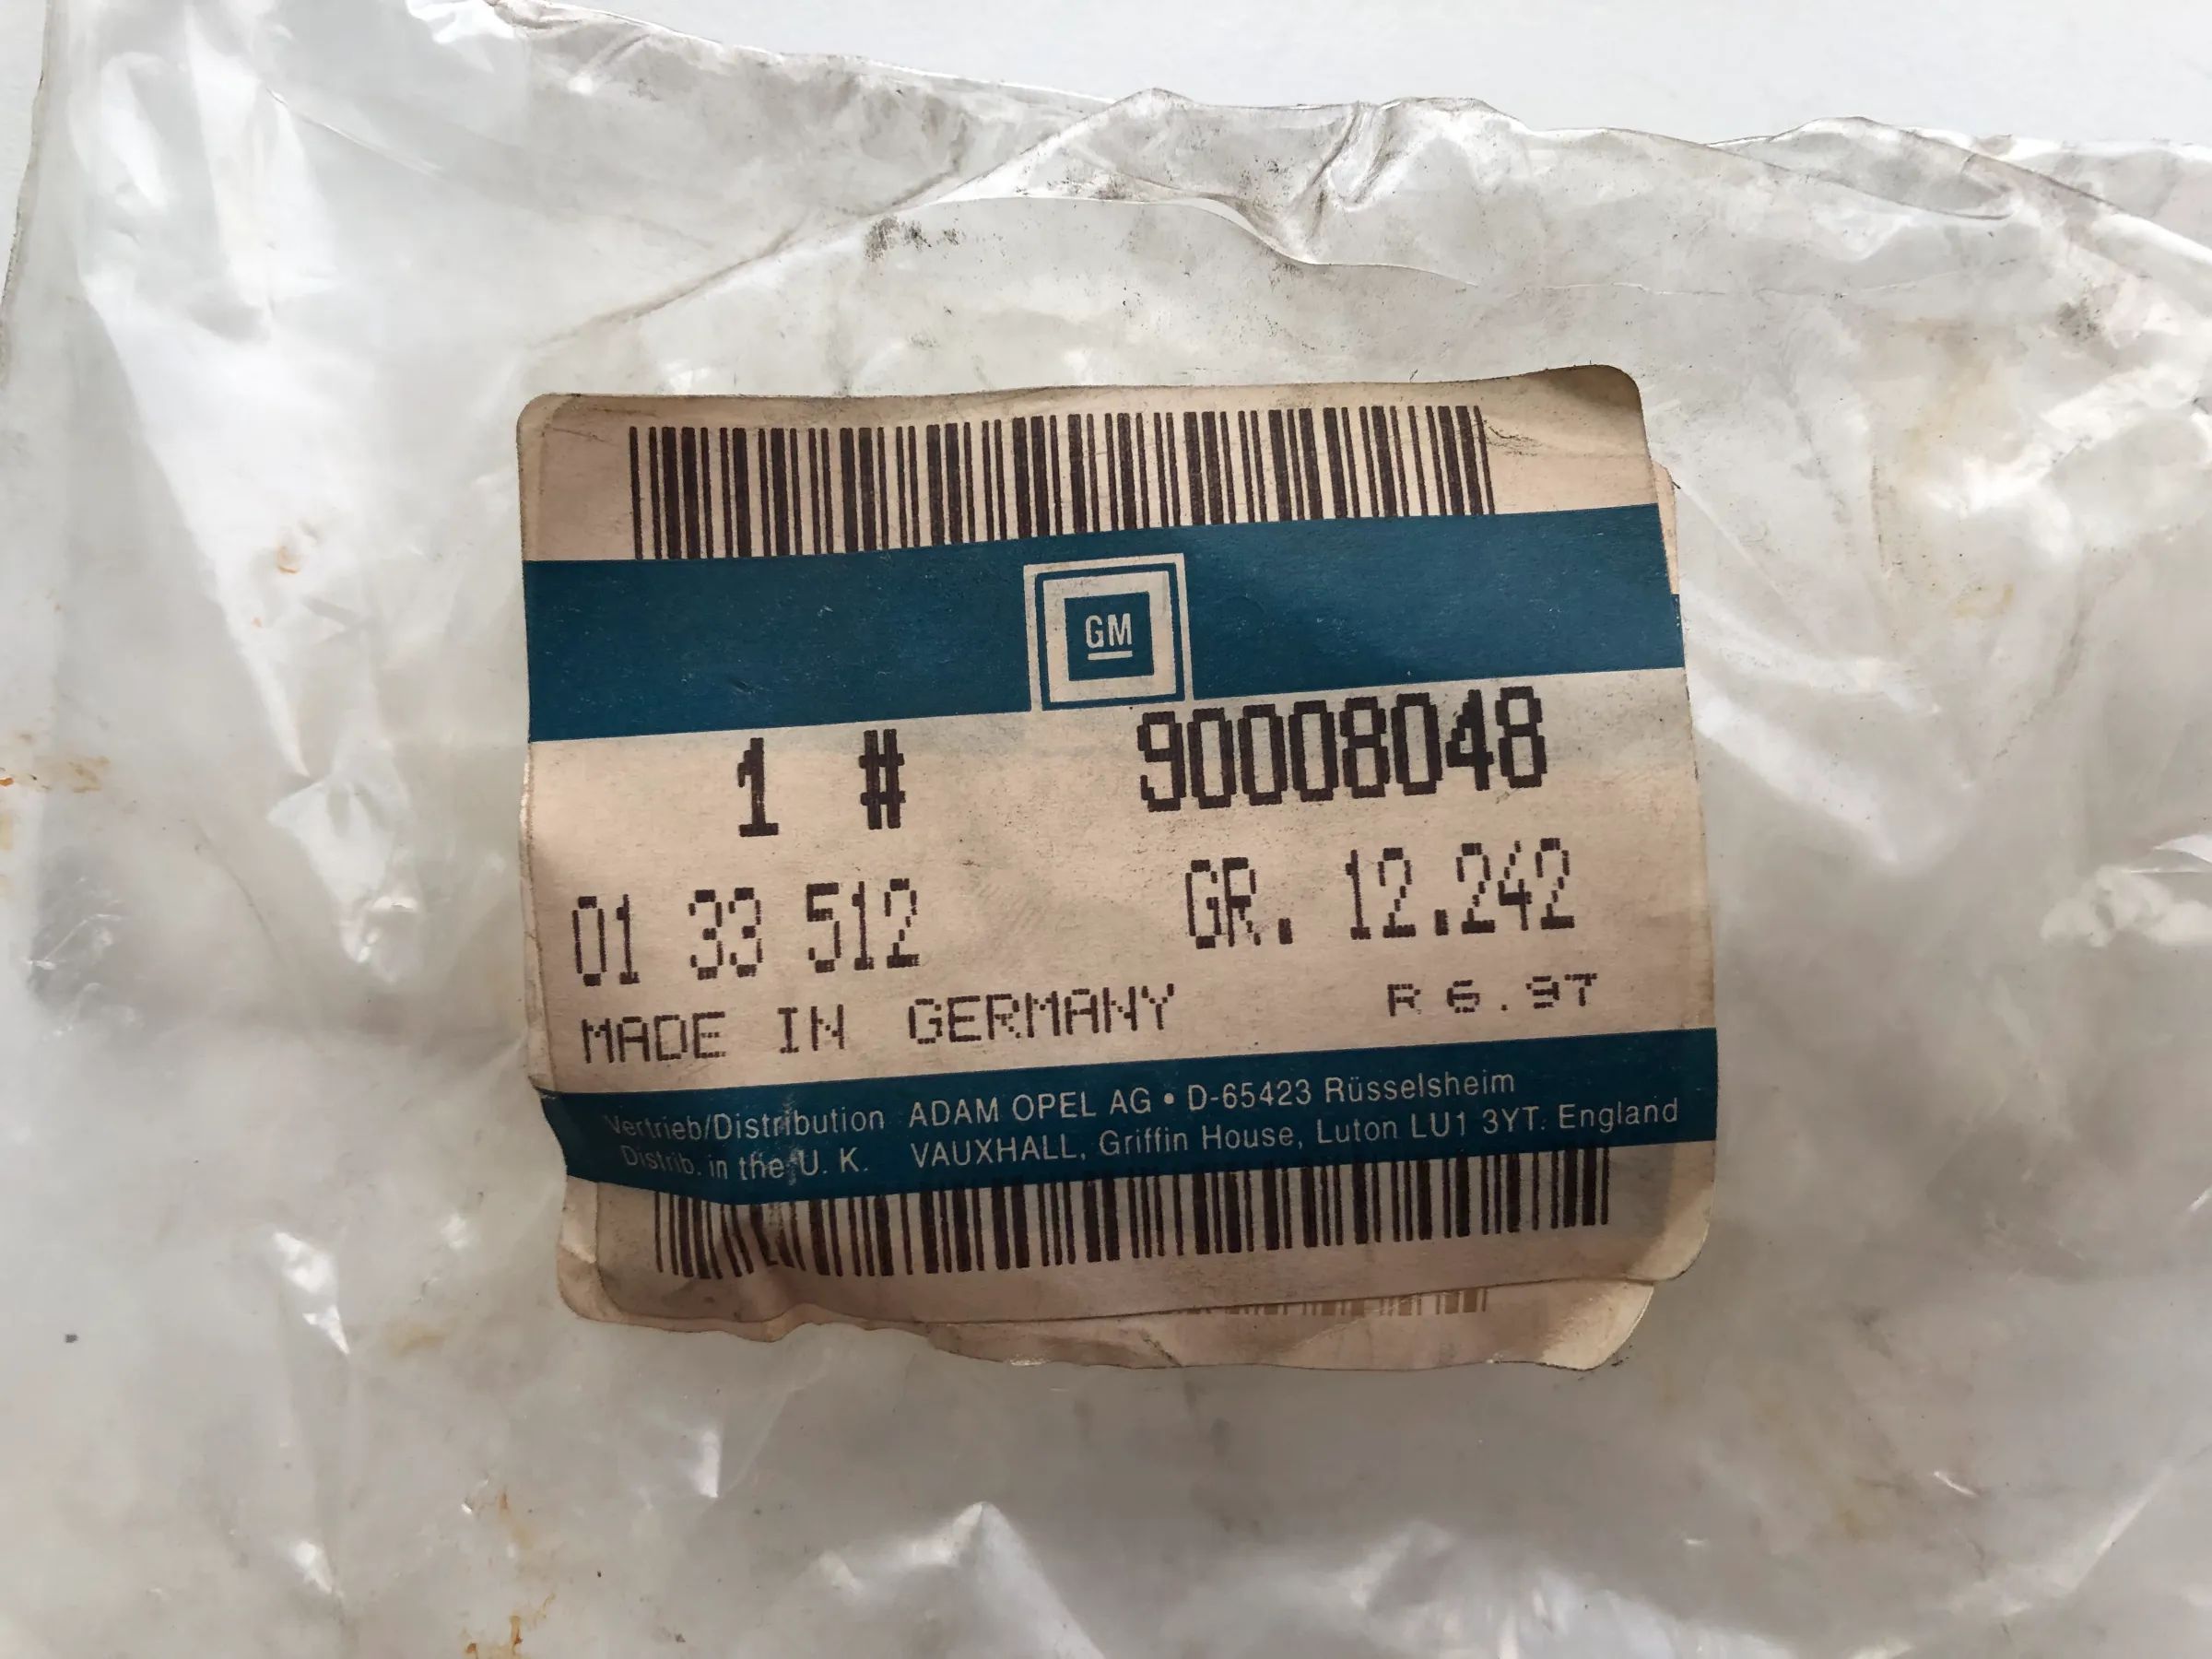 GM
1 # 90008048
01 33 512 GR. 12.242
MADE IN GERMANY R 6.97
Vertrieb/Distribution ADAM OPEL AG • D-65423 Rüsselsheim
Distrib. in the U. K. VAUXHALL, Griffin House, Luton LU1 3YT. England